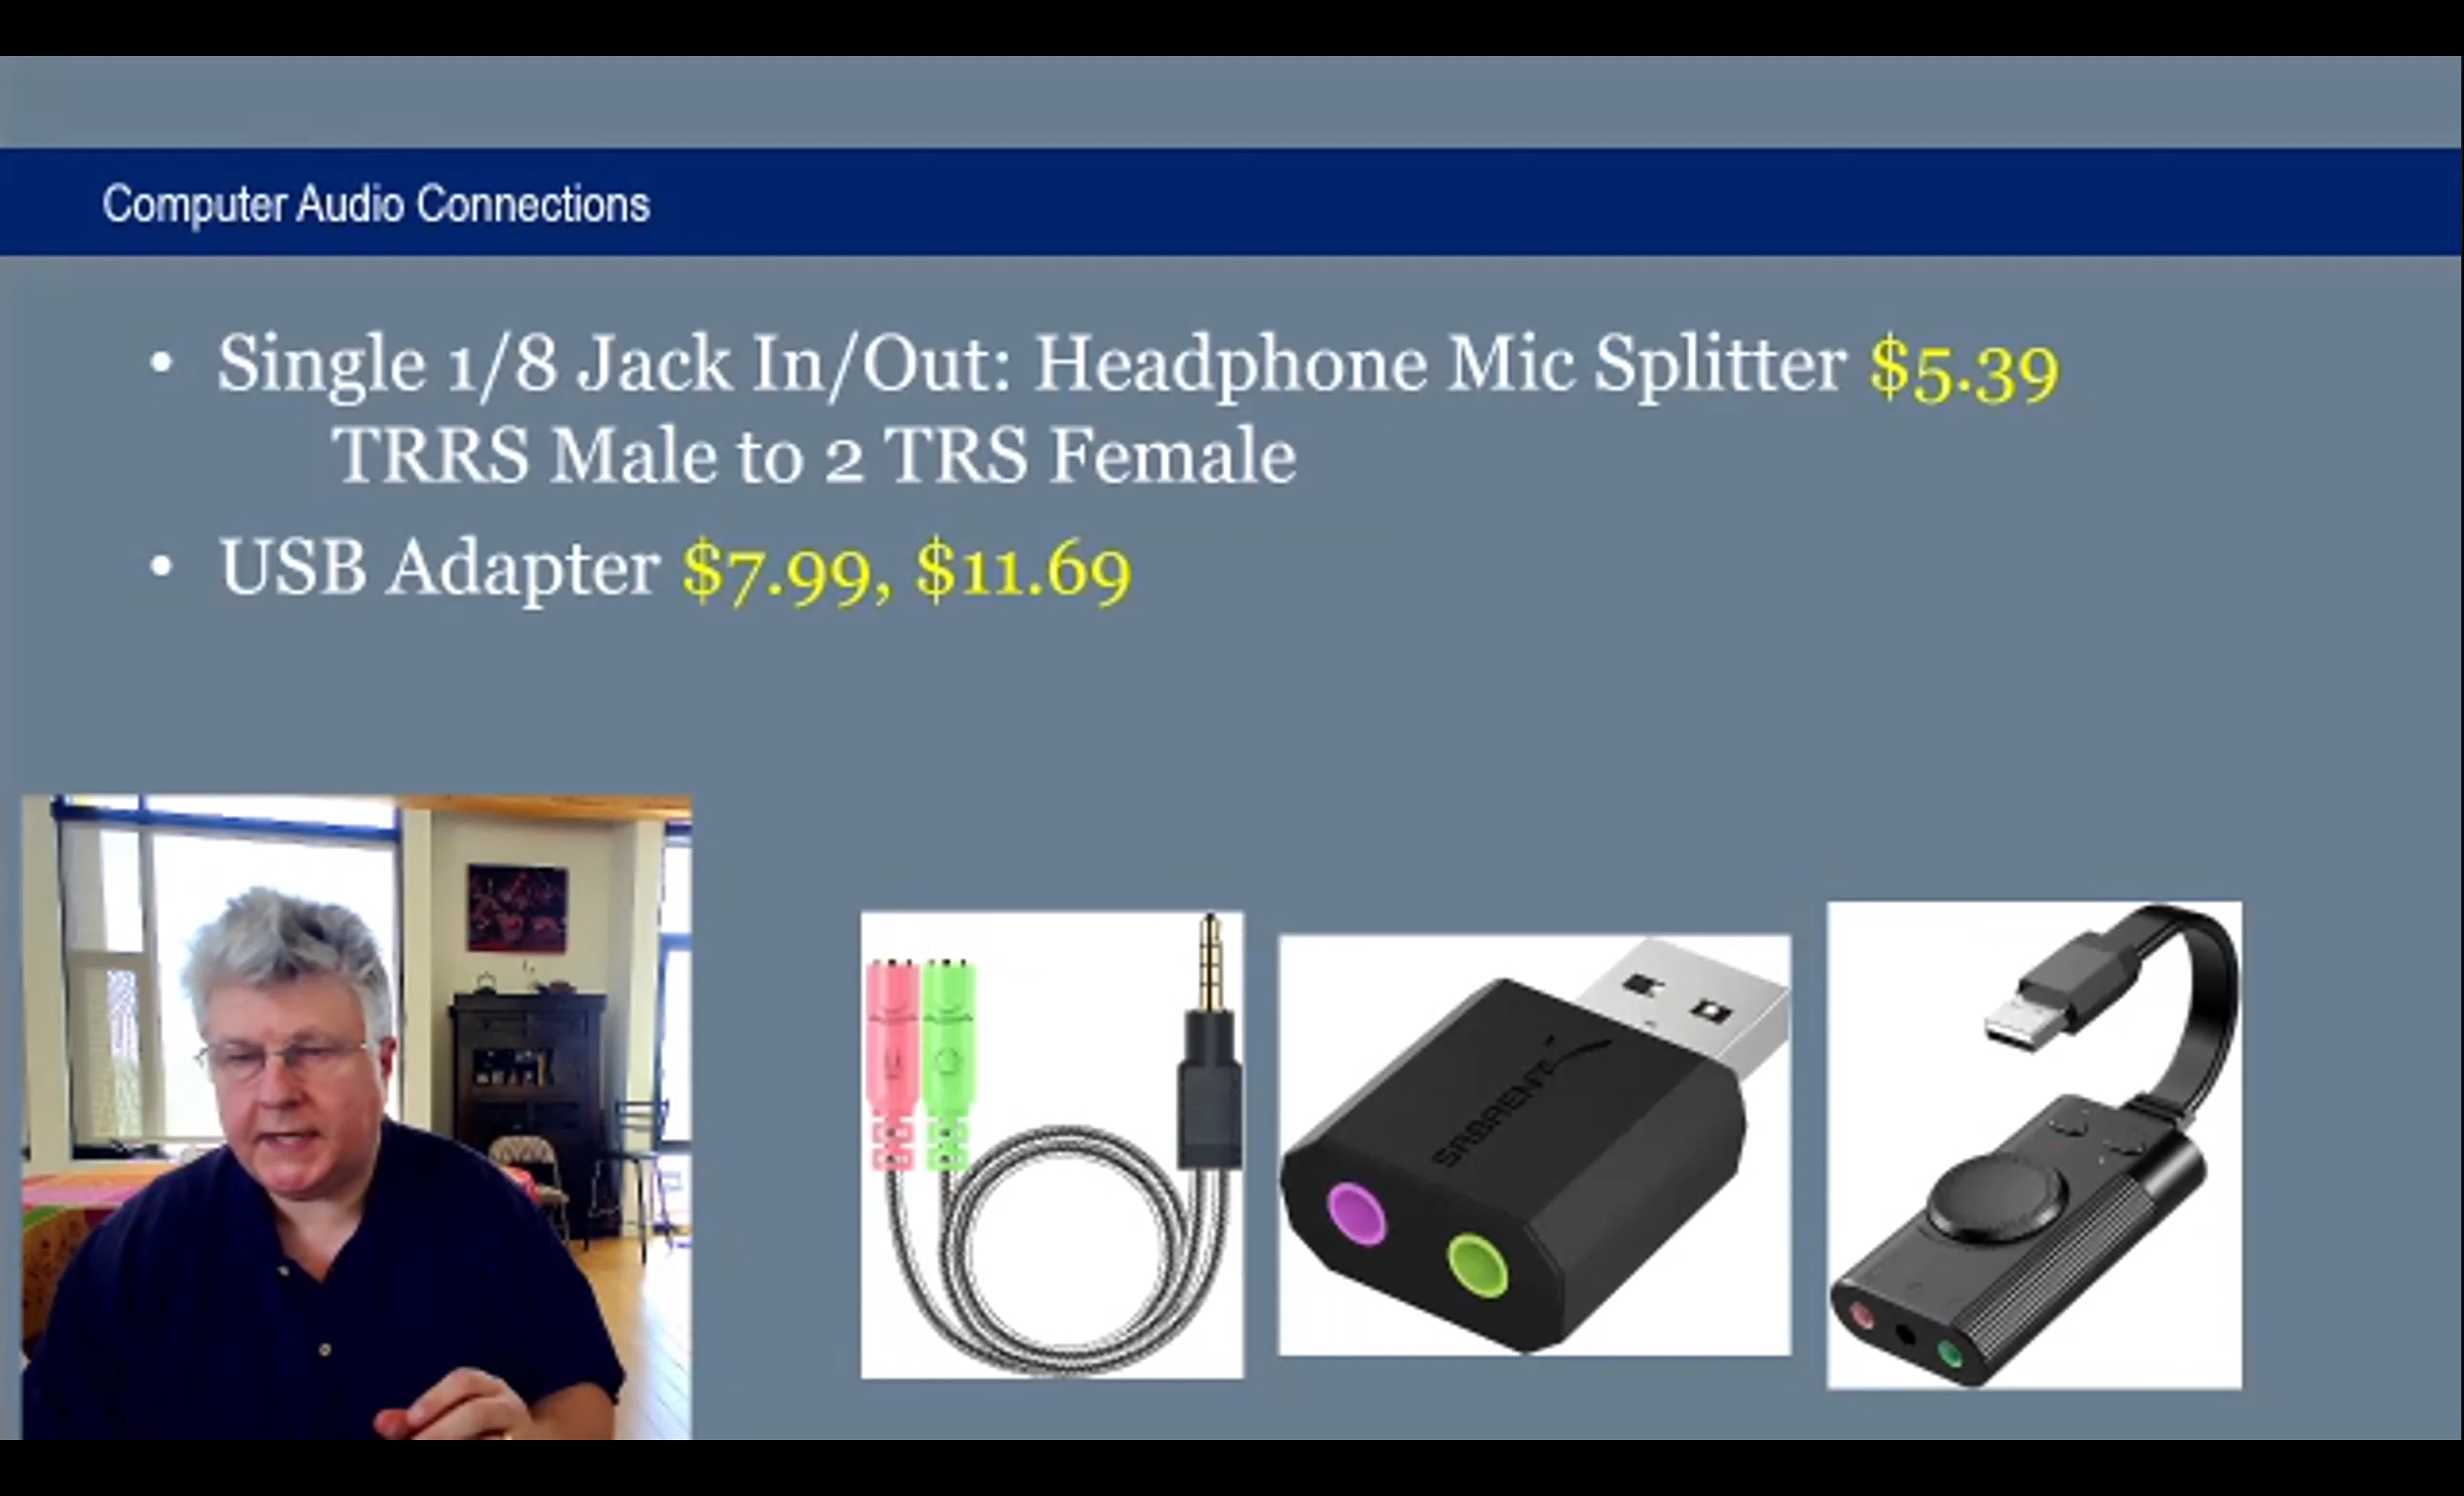 Computer Audio Connections
• Single 1/8 Jack In/Out: Headphone Mic Splitter $5.39
TRRS Male to 2 TRS Female
• USB Adapter $7.99, $11.69
SABRENT